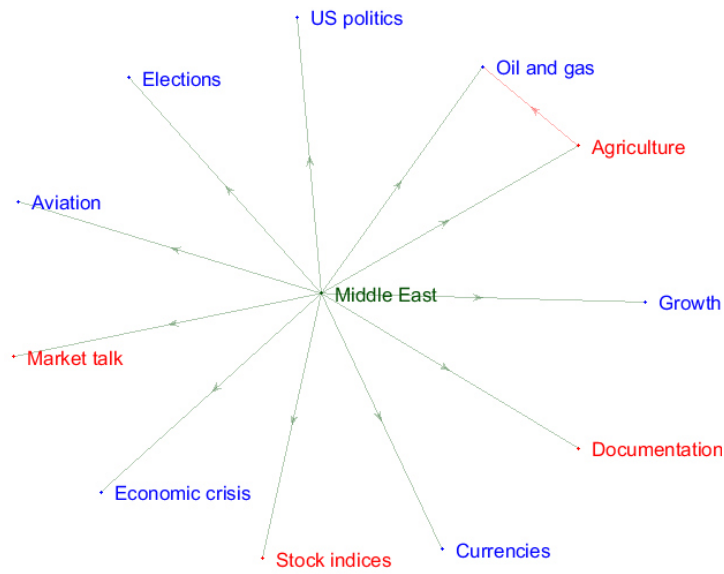 US politics
Oil and gas
Elections
Agriculture
Aviation
Middle East
Growth
Market talk
Documentation
Economic crisis
Currencies
Stock indices